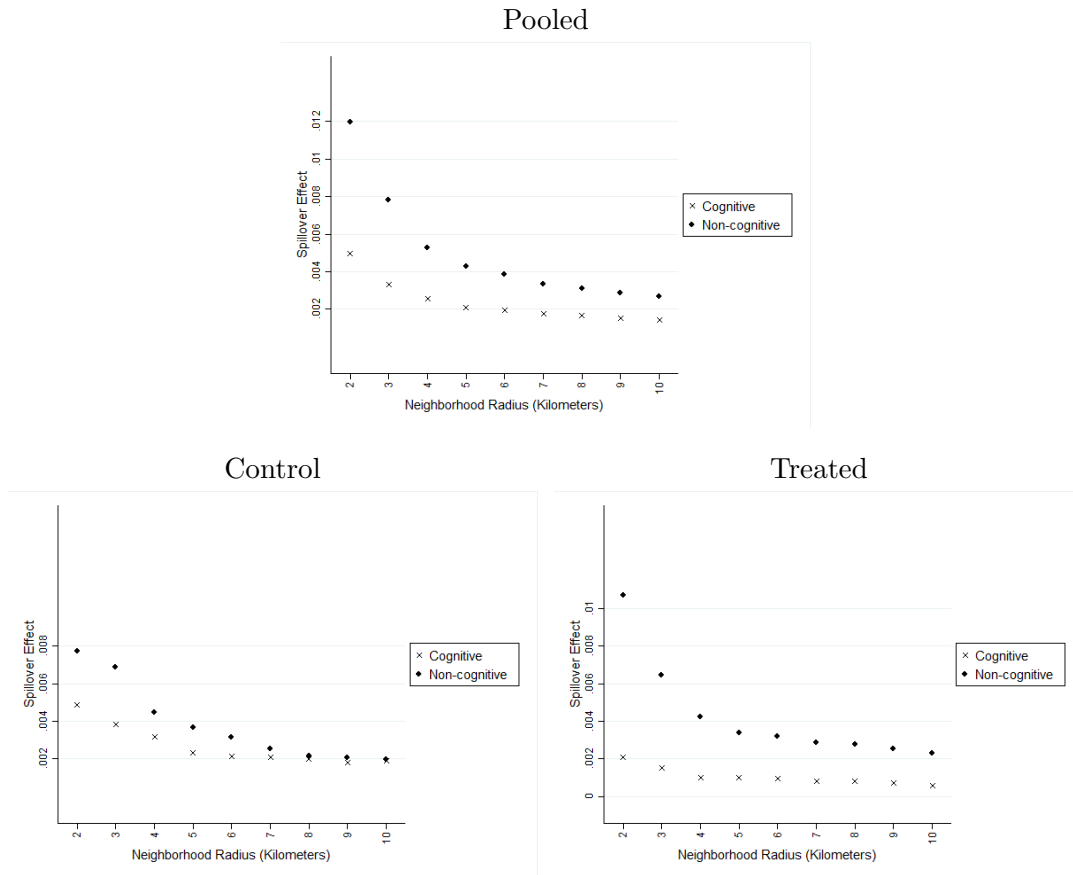 Pooled
Spillover Effect
.012
.01
.008
.006
.004
.002
2 3 4 5 6 7 8 9 10
Neighborhood Radius (Kilometers)
Cognitive
Non-cognitive
Control
Spillover Effect
.008
.006
.004
.002
2 3 4 5 6 7 8 9 10
Neighborhood Radius (Kilometers)
Cognitive
Non-cognitive
Treated
Spillover Effect
.01
.008
.006
.004
.002
0
2 3 4 5 6 7 8 9 10
Neighborhood Radius (Kilometers)
Cognitive
Non-cognitive